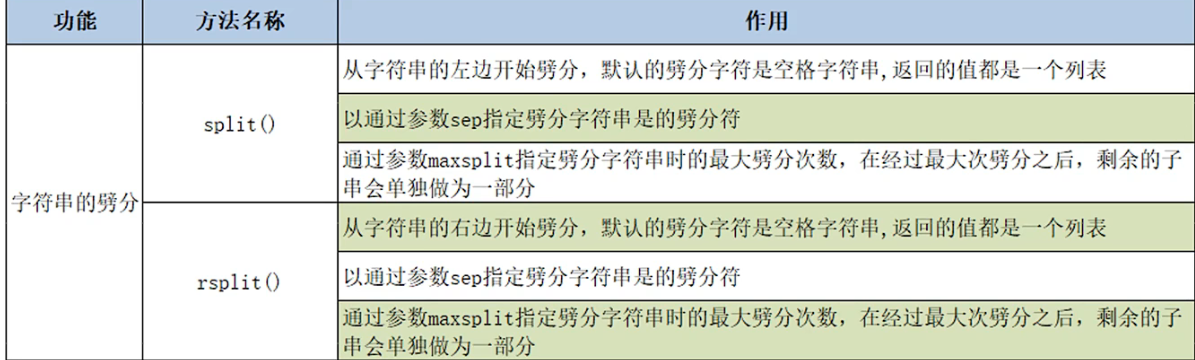 功能 方法名称 作用
从字符串的左边开始劈分，默认的劈分字符是空格字符串,返回的值都是一个列表
split()
以通过参数sep指定劈分字符串是的劈分符
通过参数maxsplit指定劈分字符串时的最大劈分次数，在经过最大次劈分之后，剩余的子
串会单独做为一部分
字符串的劈分
从字符串的右边开始劈分，默认的劈分字符是空格字符串,返回的值都是一个列表
rsplit()
以通过参数sep指定劈分字符串是的劈分符
通过参数maxsplit指定劈分字符串时的最大劈分次数，在经过最大次劈分之后，剩余的子
串会单独做为一部分